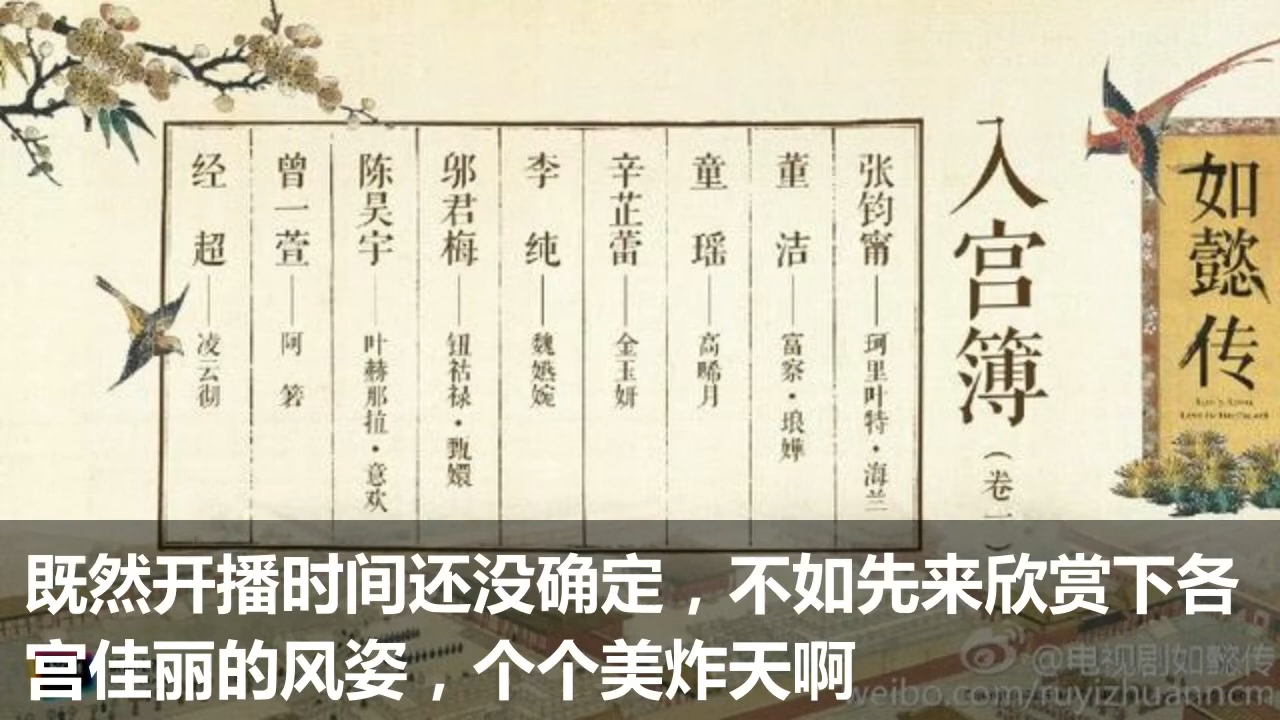 如懿传
入宫簿（卷一）
张钧甯——珂里叶特·海兰
董洁——富察·琅嬅
童瑶——高晞月
辛芷蕾——金玉妍
李纯——魏嬿婉
邬君梅——钮祜禄·甄嬛
陈昊宇——叶赫那拉·意欢
曾一萱——阿箬
经超——凌云彻
既然开播时间还没确定，不如先来欣赏下各
宫佳丽的风姿，个个美炸天啊
@电视剧如懿传
weibo.com/ruyizhuanncm